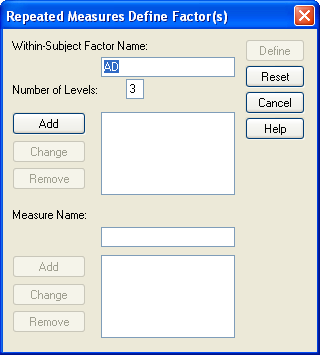 Repeated Measures Define Factor(s)
Within-Subject Factor Name:
Define
AD
Reset
Number of Levels: 3
Cancel
Add
Help
Change
Remove
Measure Name:
Add
Change
Remove